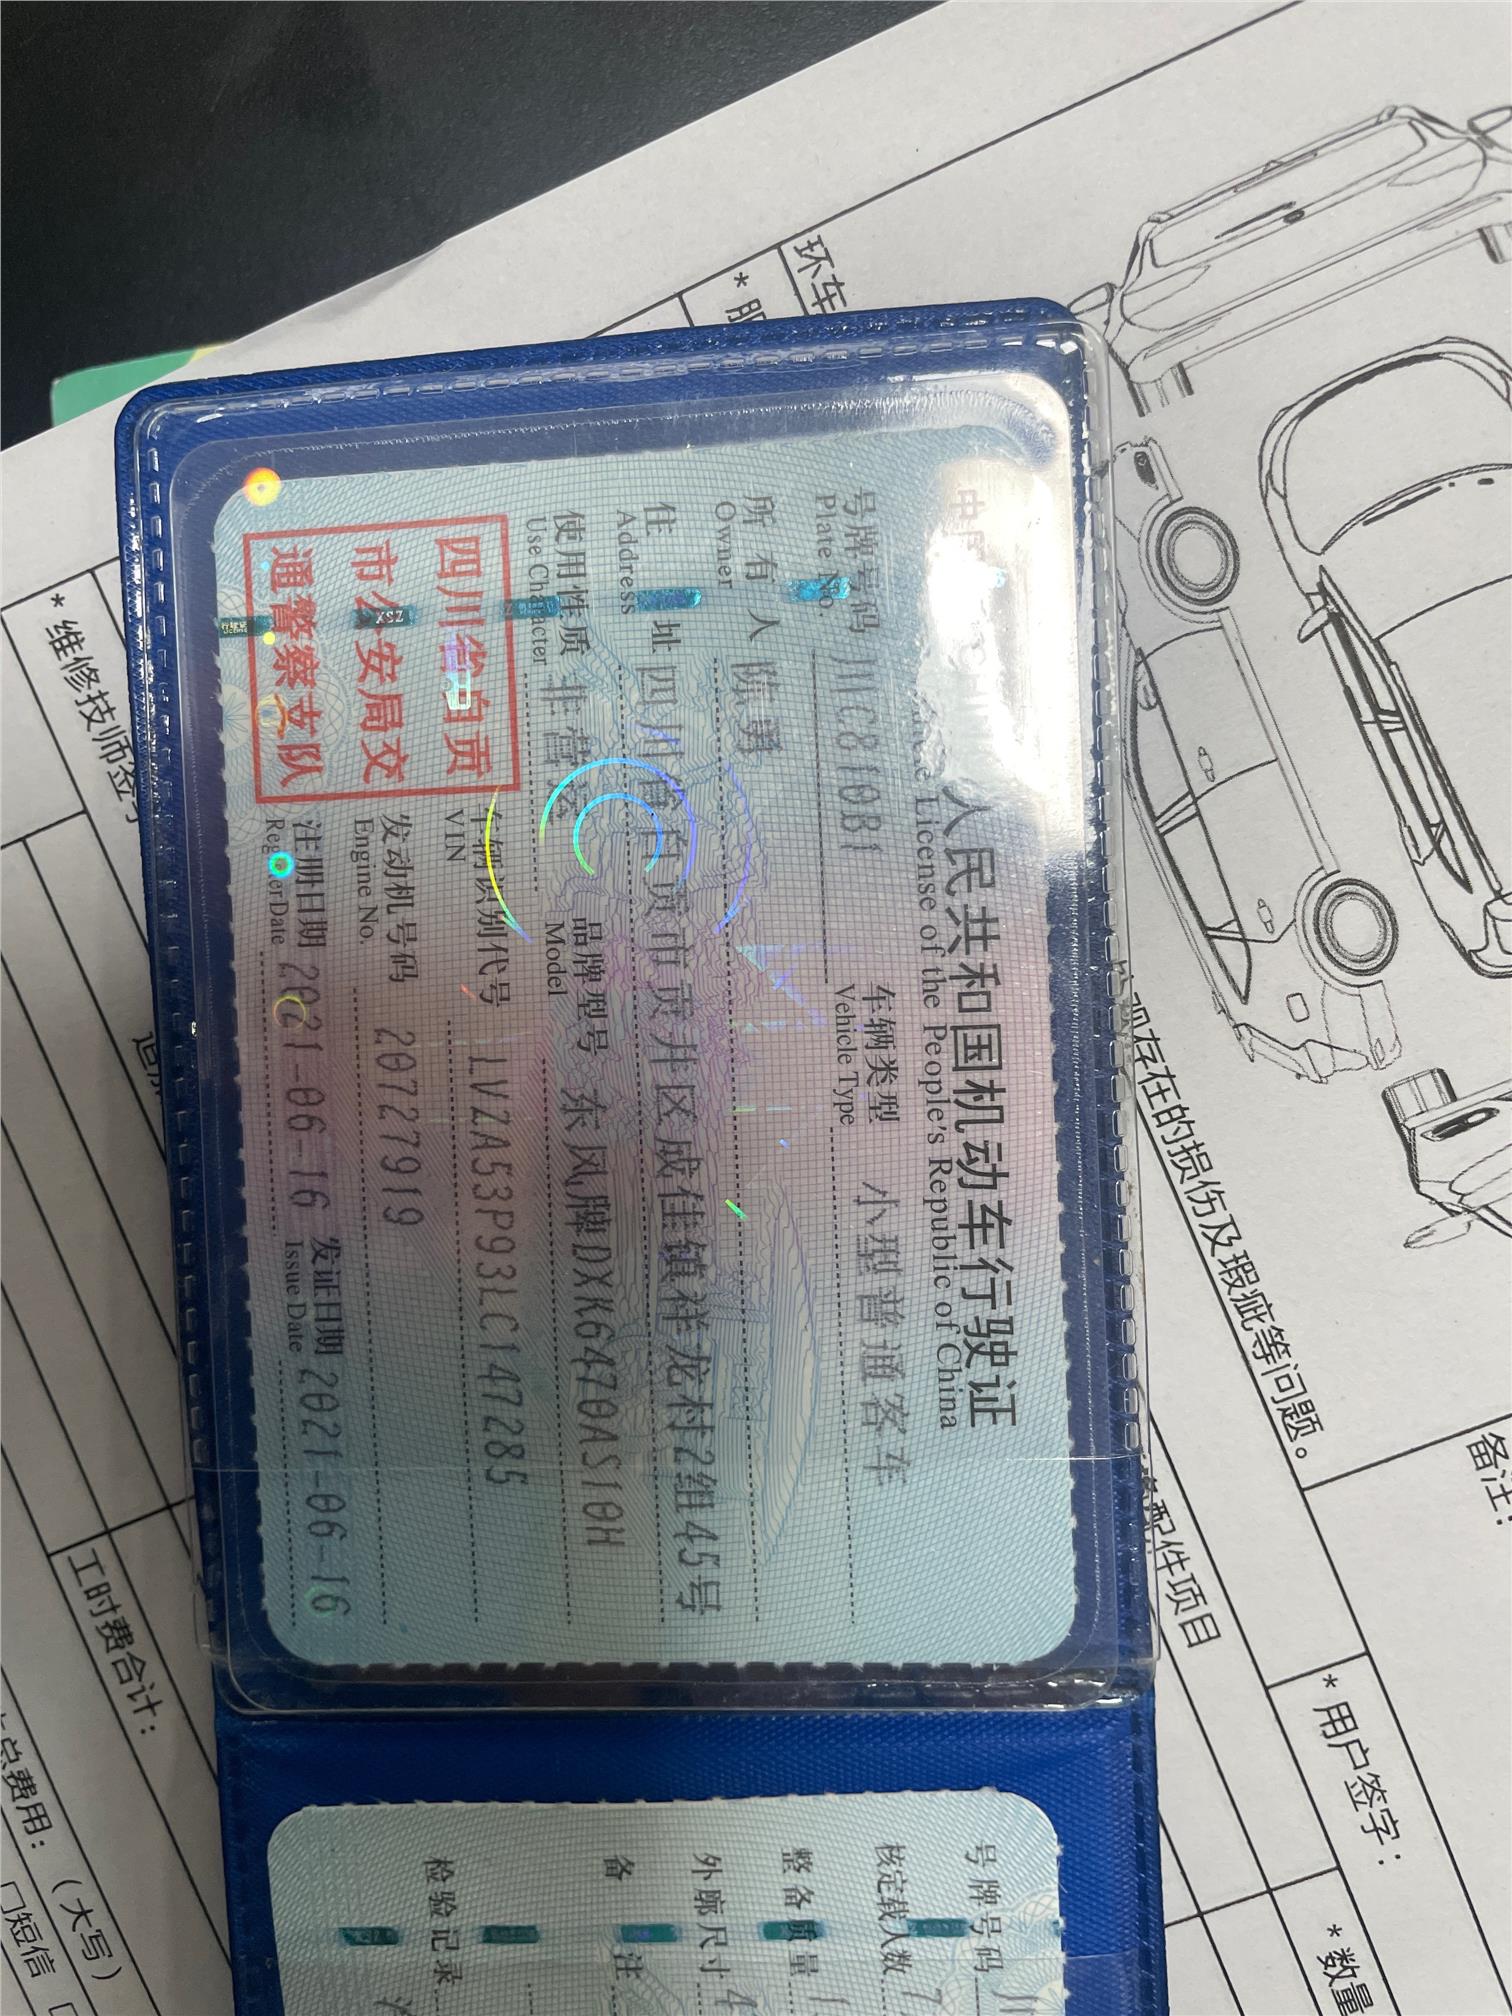 中
人民共和国机动车行驶证
License of the People's Republic of China
号牌号码
Plate No.
车辆类型
Vehicle Type
小型普通客车
所有人
Owner
陈勇
住址
Address
四川省自贡市贡井区成佳镇祥龙村2组45号
使用性质
Use Character
非营运
品牌型号
Model
东风牌DXK6470AS10H
四川省自贡
市公安局交
通警察支队
车辆识别代号
VIN
LVZA53P93LC147285
发动机号码
Engine No.
207279 19
注册日期
Register Date
2021-06-16
发证日期
Issue Date
2021-06-16
号牌号码
川
核定载人数
7
整备质量
外廓尺寸
4
备注
检验记录
环车
现存在的损伤及瑕疵等问题。
备注:
配件项目
*用户签字:
*数量
*维修技师签字
工时费合计:
总费用:(大写)
短信